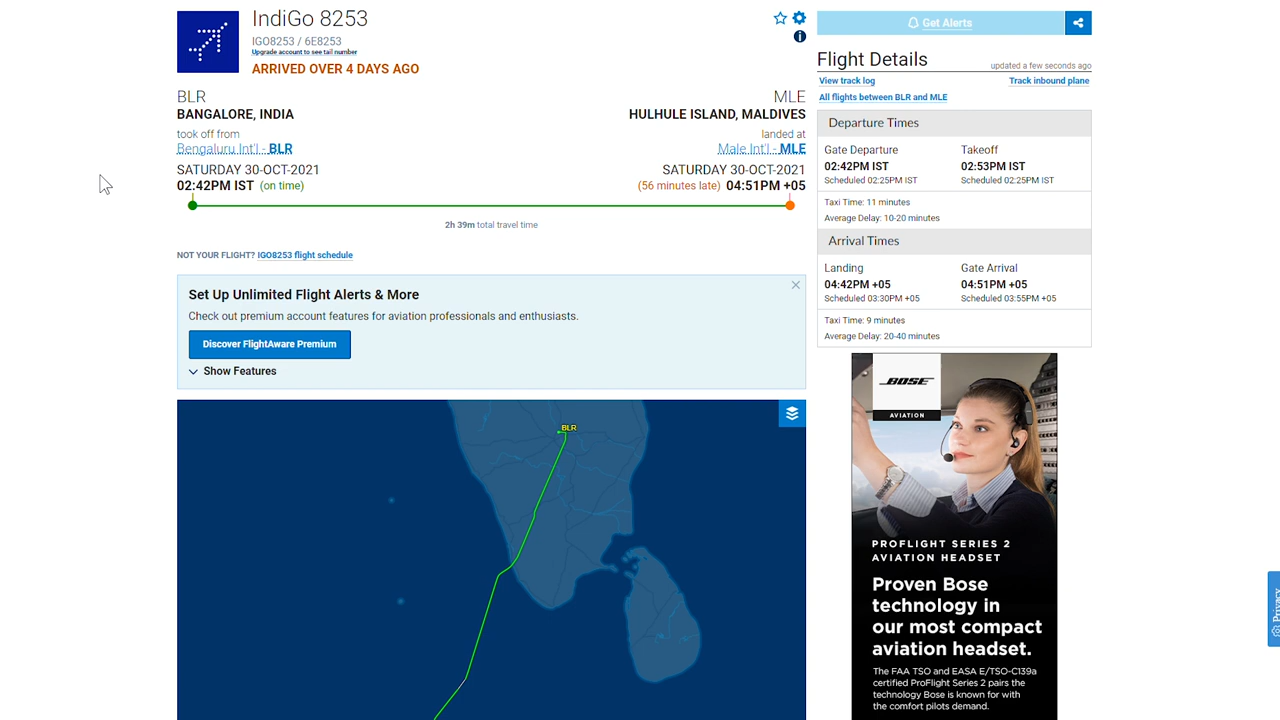 IndiGo 8253
IGO8253 / 6E8253
Upgrade account to see tail number
ARRIVED OVER 4 DAYS AGO
BLR
BANGALORE, INDIA
took off from
Bengaluru Int'l - BLR
SATURDAY 30-OCT-2021
02:42PM IST (on time)
MLE
HULHULE ISLAND, MALDIVES
landed at
Male Int'l - MLE
SATURDAY 30-OCT-2021
(56 minutes late) 04:51PM +05
2h 39m total travel time
NOT YOUR FLIGHT? IGO8253 flight schedule
Set Up Unlimited Flight Alerts & More
Check out premium account features for aviation professionals and enthusiasts.
Discover FlightAware Premium
Show Features
BLR
Get Alerts
Flight Details
updated a few seconds ago
View track log
Track inbound plane
All flights between BLR and MLE
Departure Times
Gate Departure
02:42PM IST
Scheduled 02:25PM IST
Takeoff
02:53PM IST
Scheduled 02:25PM IST
Taxi Time: 11 minutes
Average Delay: 10-20 minutes
Arrival Times
Landing
04:42PM +05
Scheduled 03:30PM +05
Gate Arrival
04:51PM +05
Scheduled 03:55PM +05
Taxi Time: 9 minutes
Average Delay: 20-40 minutes
BOSE
AVIATION
PROFLIGHT SERIES 2
AVIATION HEADSET
Proven Bose
technology in
our most compact
aviation headset.
The FAA TSO and EASA E/TSO-C139a
certified ProFlight Series 2 pairs the
technology Bose is known for with
the comfort pilots demand.
Privacy